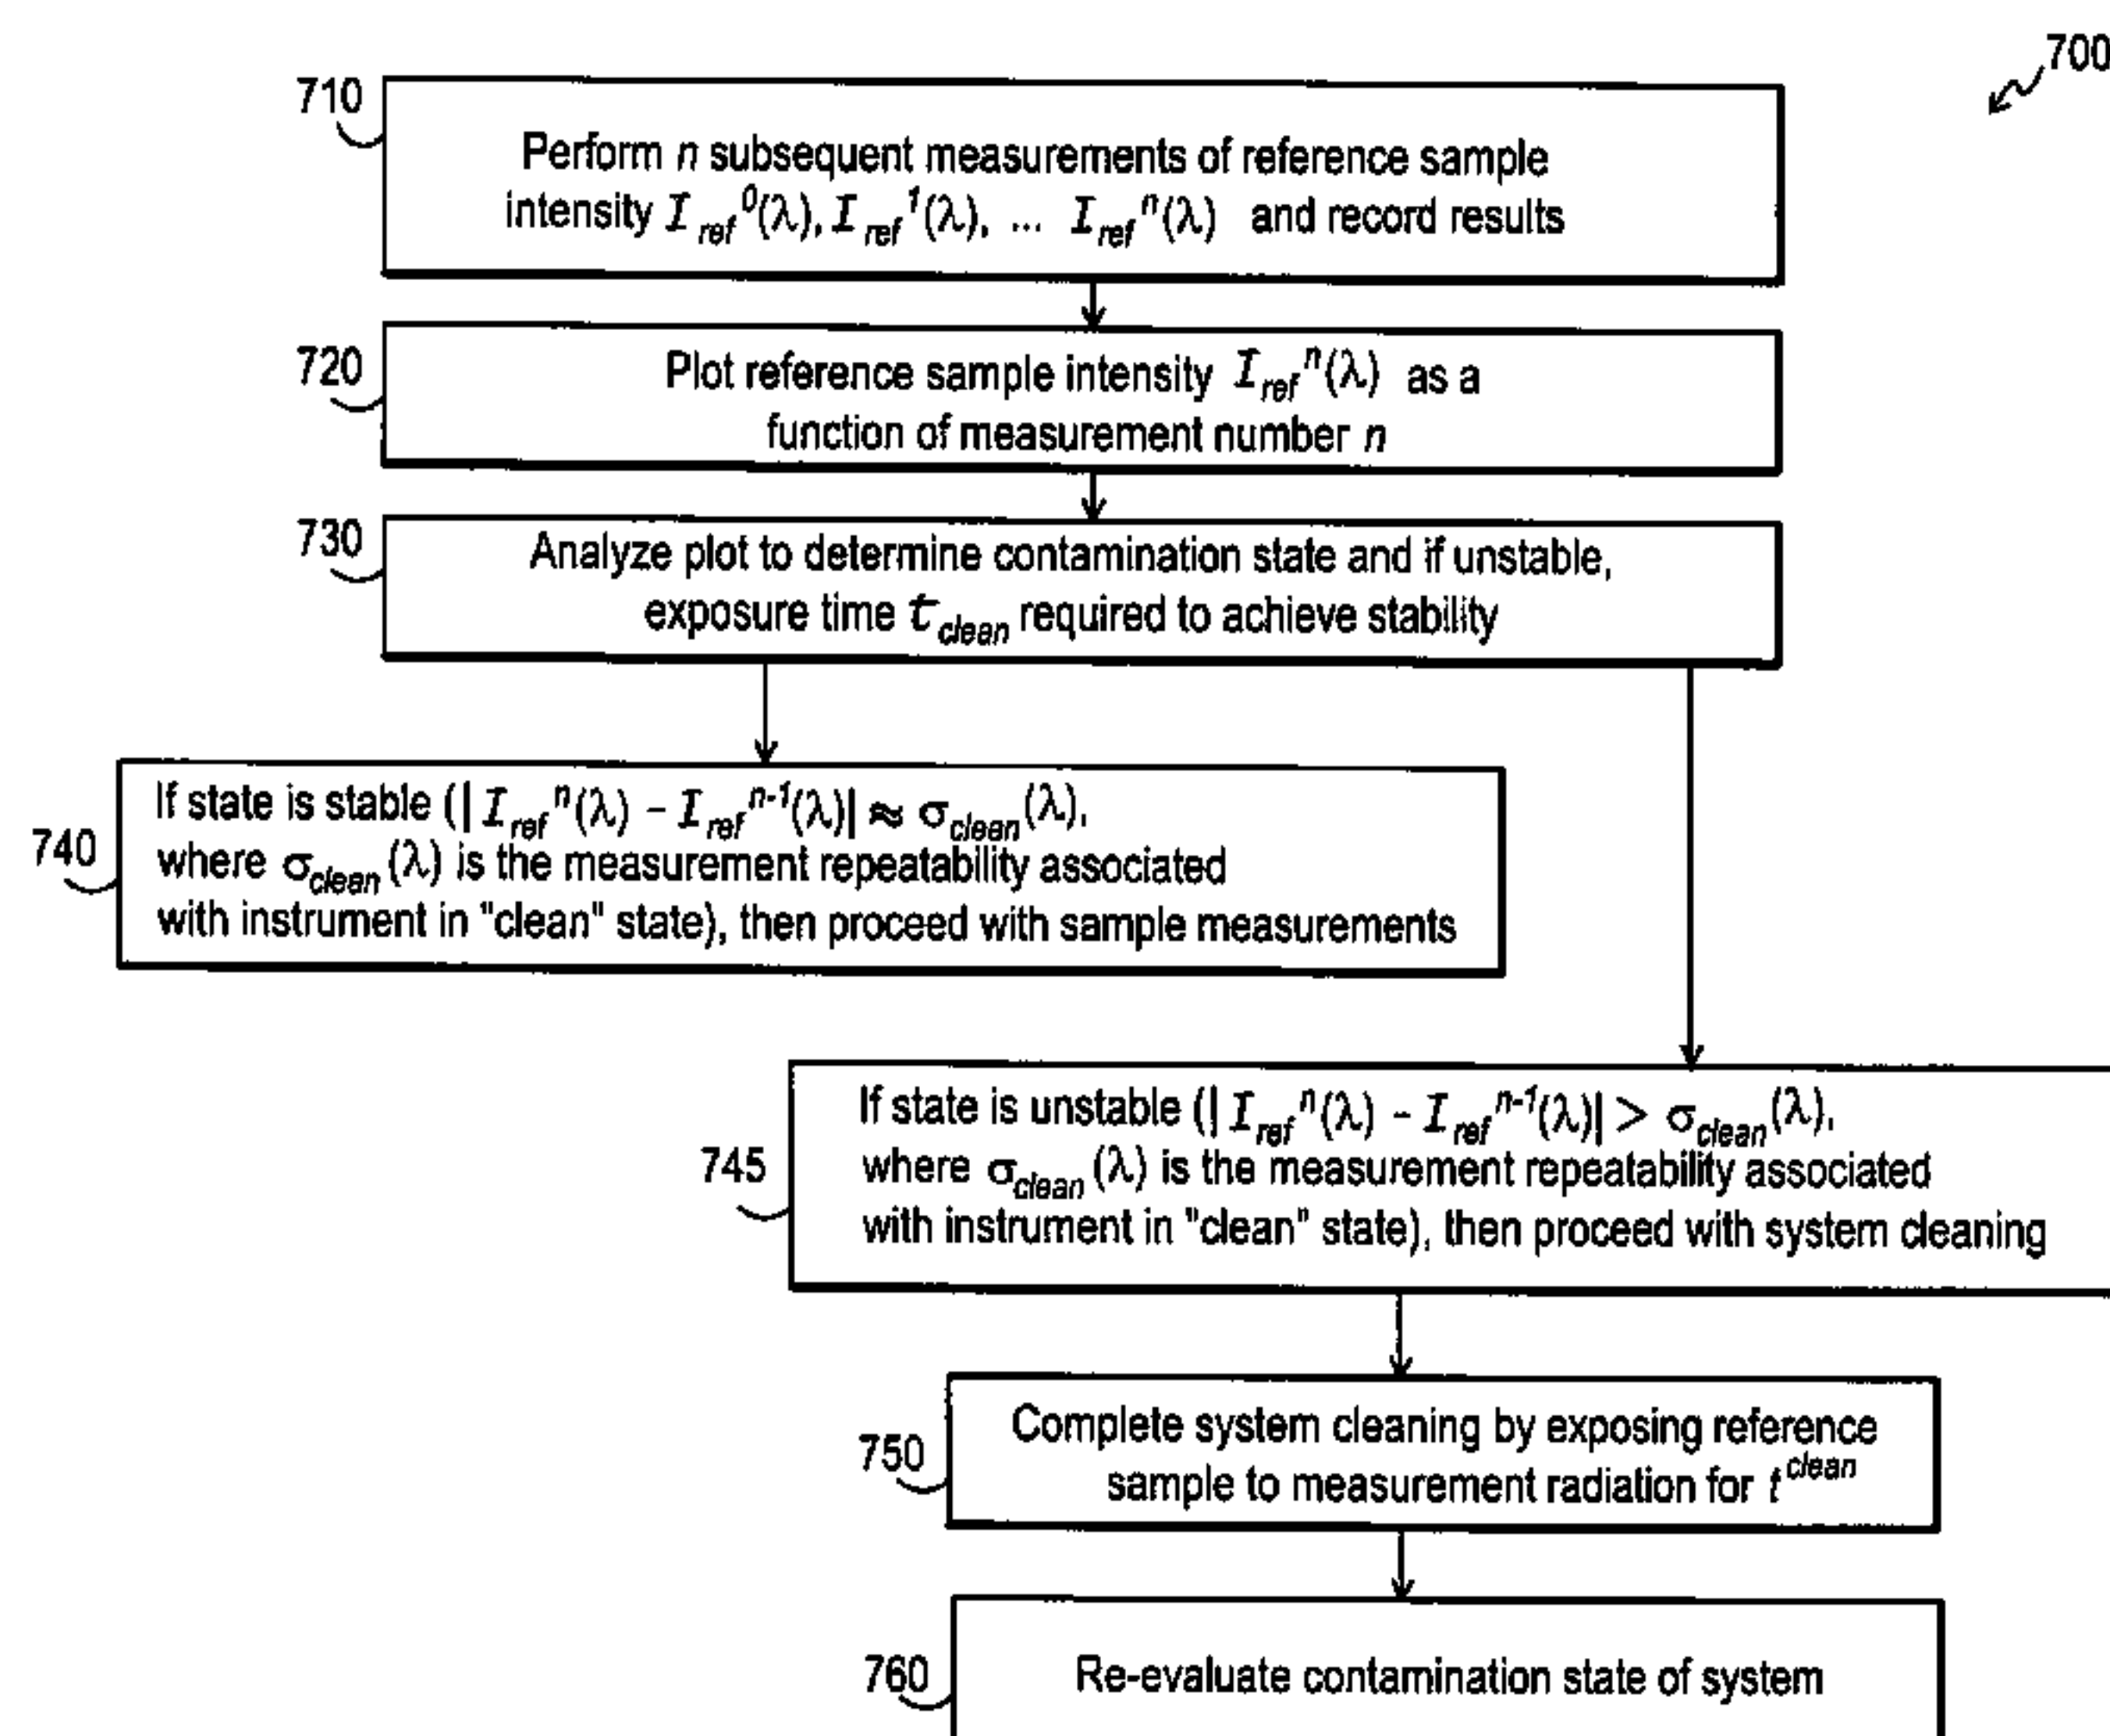 700
710
Perform n subsequent measurements of reference sample
intensity I_ref^0(λ), I_ref^1(λ), ... I_ref^n(λ) and record results
720
Plot reference sample intensity I_ref^n(λ) as a
function of measurement number n
730
Analyze plot to determine contamination state and if unstable,
exposure time t_clean required to achieve stability
740
If state is stable (| I_ref^n(λ) - I_ref^n-1(λ)| ≈ σ_clean(λ),
where σ_clean(λ) is the measurement repeatability associated
with instrument in "clean" state), then proceed with sample measurements
745
If state is unstable (| I_ref^n(λ) - I_ref^n-1(λ)| > σ_clean(λ),
where σ_clean(λ) is the measurement repeatability associated
with instrument in "clean" state), then proceed with system cleaning
750
Complete system cleaning by exposing reference
sample to measurement radiation for t^clean
760
Re-evaluate contamination state of system